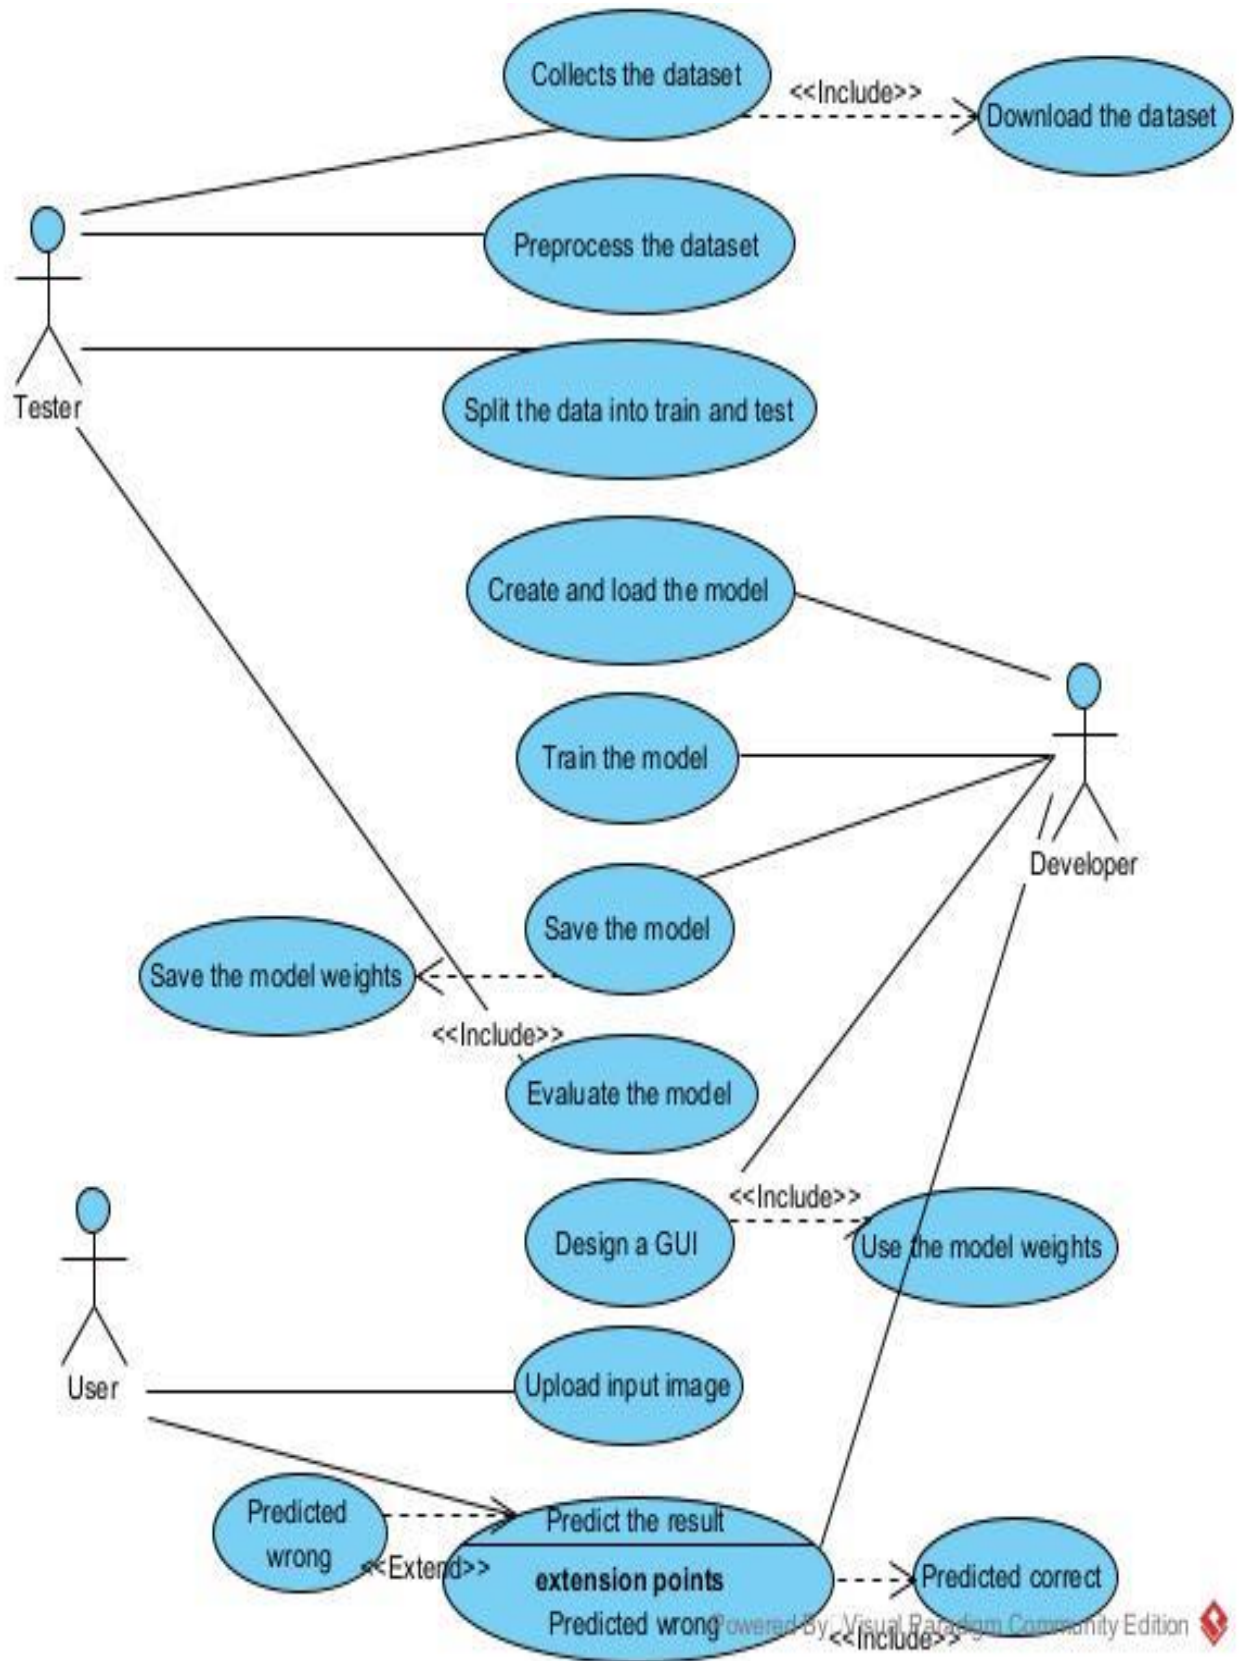 Collects the dataset
<<Include>>
Download the dataset
Preprocess the dataset
Tester
Split the data into train and test
Create and load the model
Train the model
Developer
Save the model
Save the model weights
<<Include>>
Evaluate the model
<<Include>>
Design a GUI
Use the model weights
User
Upload input image
Predicted
wrong
Predict the result
<<Extend>>
extension points
Predicted wrong
Predicted correct
Powered By: Visual Paradigm Community Edition
<<Include>>